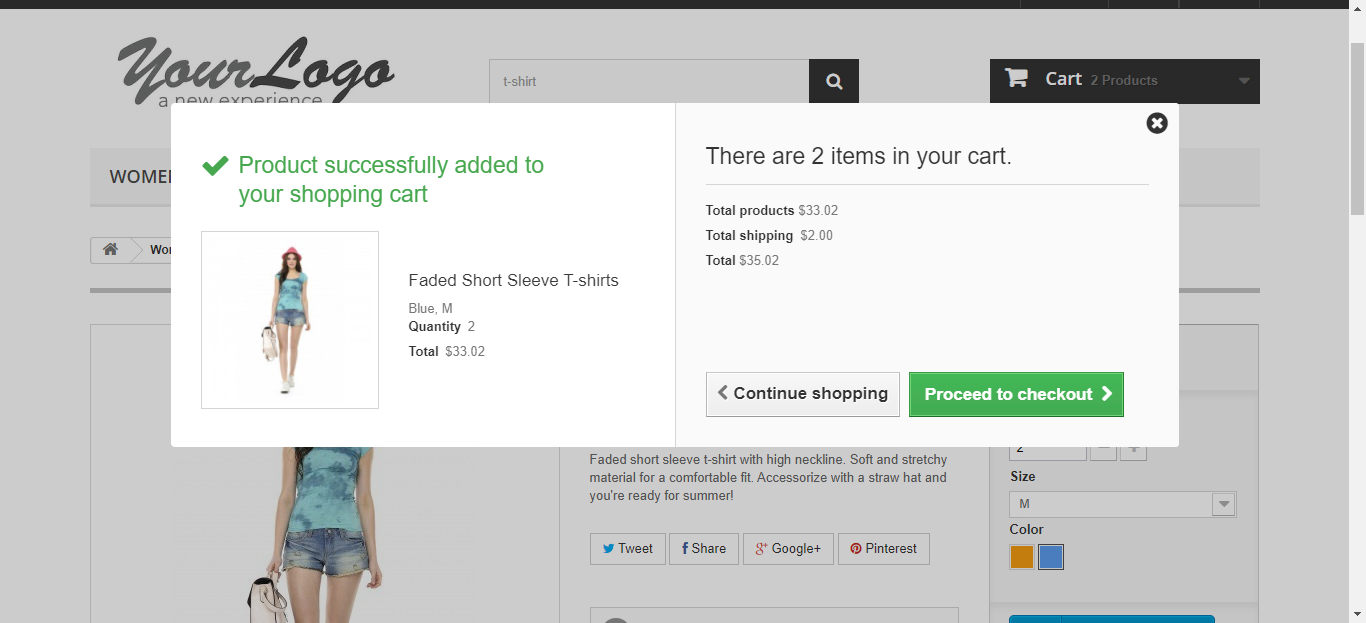 YourLogo
a new experience
t-shirt
Cart 2 Products
Product successfully added to
your shopping cart
Faded Short Sleeve T-shirts
Blue, M
Quantity 2
Total $33.02
There are 2 items in your cart.
Total products $33.02
Total shipping $2.00
Total $35.02
Continue shopping
Proceed to checkout
Faded short sleeve t-shirt with high neckline. Soft and stretchy
material for a comfortable fit. Accessorize with a straw hat and
you're ready for summer!
Tweet
Share
Google+
Pinterest
2
Size
M
Color